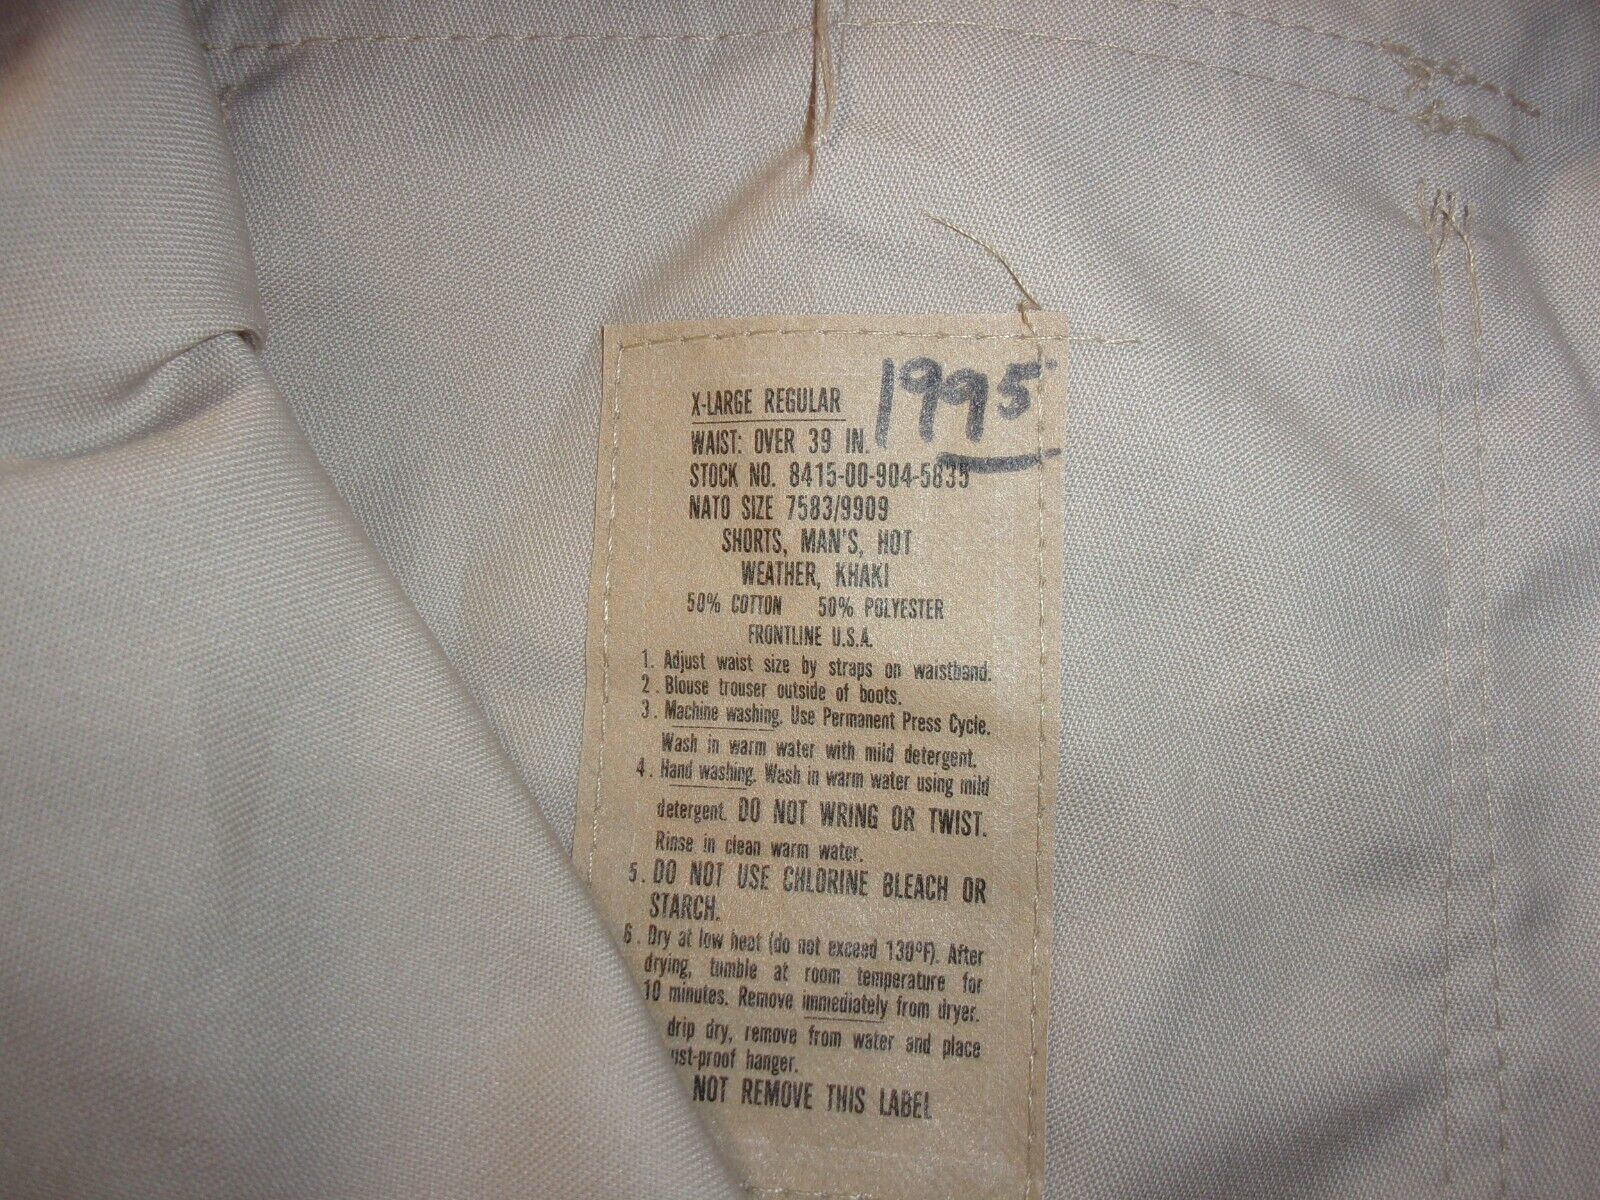 1995
X-LARGE REGULAR
WAIST: OVER 39 IN.
STOCK NO. 8415-00-904-5835
NATO SIZE 7583/9909
SHORTS, MAN'S, HOT
WEATHER, KHAKI
50% COTTON 50% POLYESTER
FRONTLINE U.S.A.
1. Adjust waist size by straps on waistband.
2. Blouse trouser outside of boots.
3. Machine washing. Use Permanent Press Cycle.
Wash in warm water with mild detergent.
4. Hand washing. Wash in warm water using mild
detergent. DO NOT WRING OR TWIST.
Rinse in clean warm water.
5. DO NOT USE CHLORINE BLEACH OR
STARCH.
6. Dry at low heat (do not exceed 130°F). After
drying, tumble at room temperature for
10 minutes. Remove immediately from dryer.
drip dry, remove from water and place
ust-proof hanger.
NOT REMOVE THIS LABEL